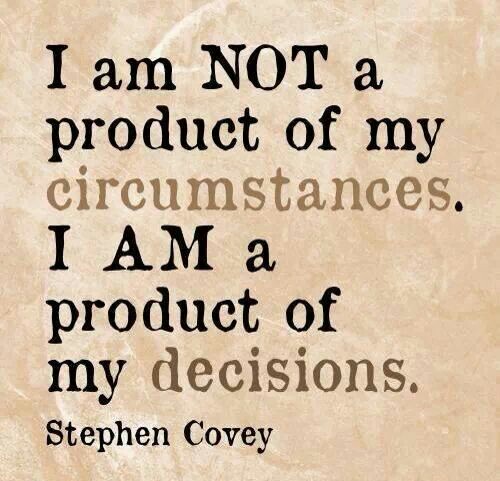 I am NOT a
product of my
circumstances.
I AM a
product of
my decisions.
Stephen Covey